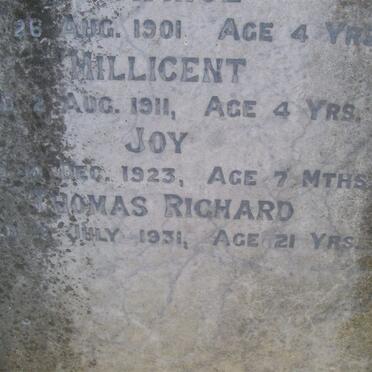 26 AUG. 1901 AGE 4 YRS
MILLICENT
AUG. 1911, AGE 4 YRS.
JOY
DEC. 1923, AGE 7 MTHS
THOMAS RICHARD
JULY 1931, AGE 21 YRS.